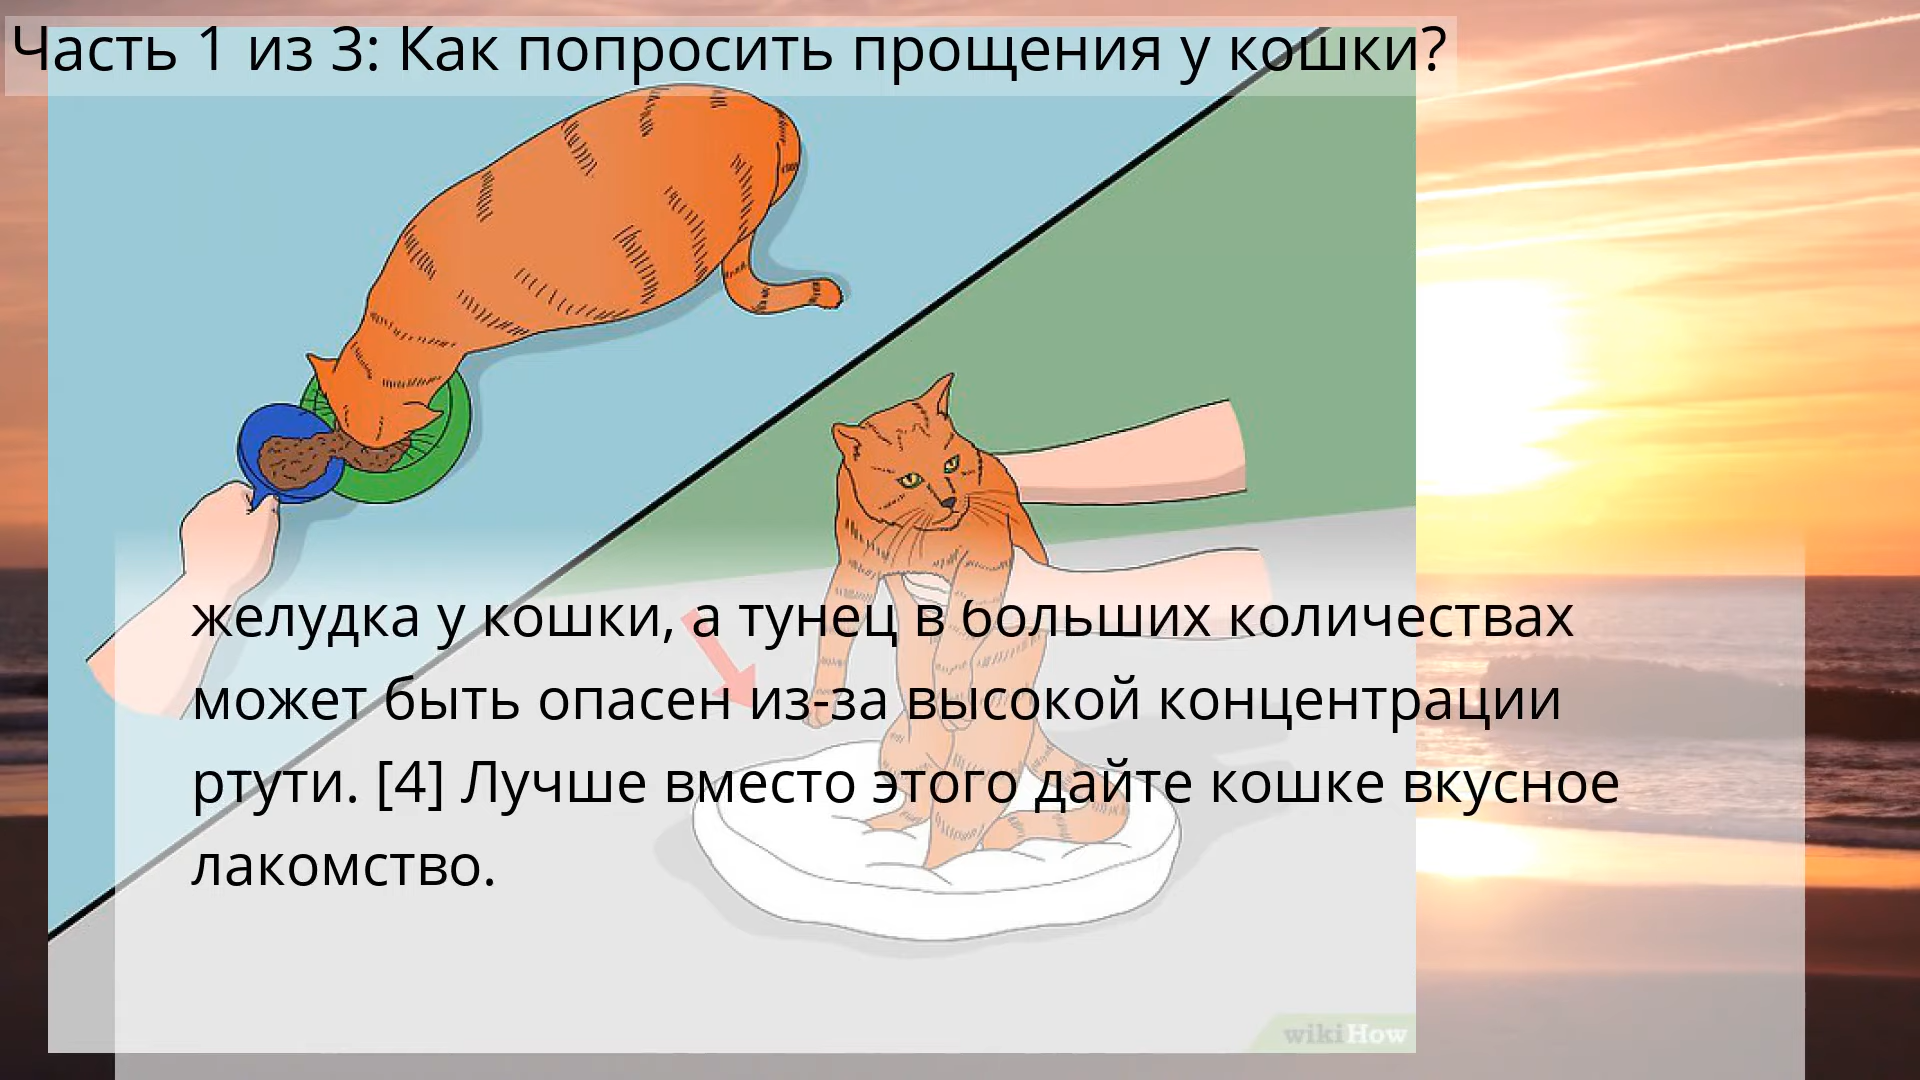 Часть 1 из 3: Как попросить прощения у кошки?
желудка у кошки, а тунец в больших количествах
может быть опасен из-за высокой концентрации
ртути. [4] Лучше вместо этого дайте кошке вкусное
лакомство.
wikiHow